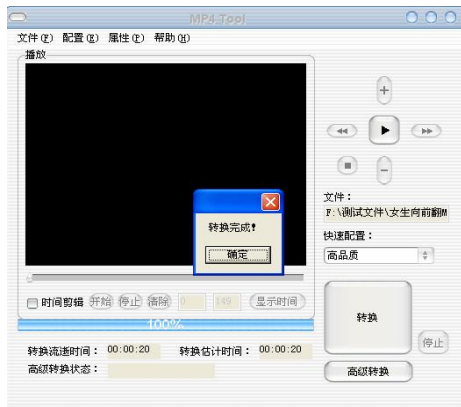 MP4 Tool
文件(F) 配置(E) 属性(P) 帮助(H)
播放
转换完成!
确定
文件:
F:\测试文件\女生向前翻M
快速配置:
高品质
时间剪辑 开始 停止 清除 0 149 显示时间
100%
转换
停止
转换流逝时间: 00:00:20 转换估计时间: 00:00:20
高级转换状态:
高级转换